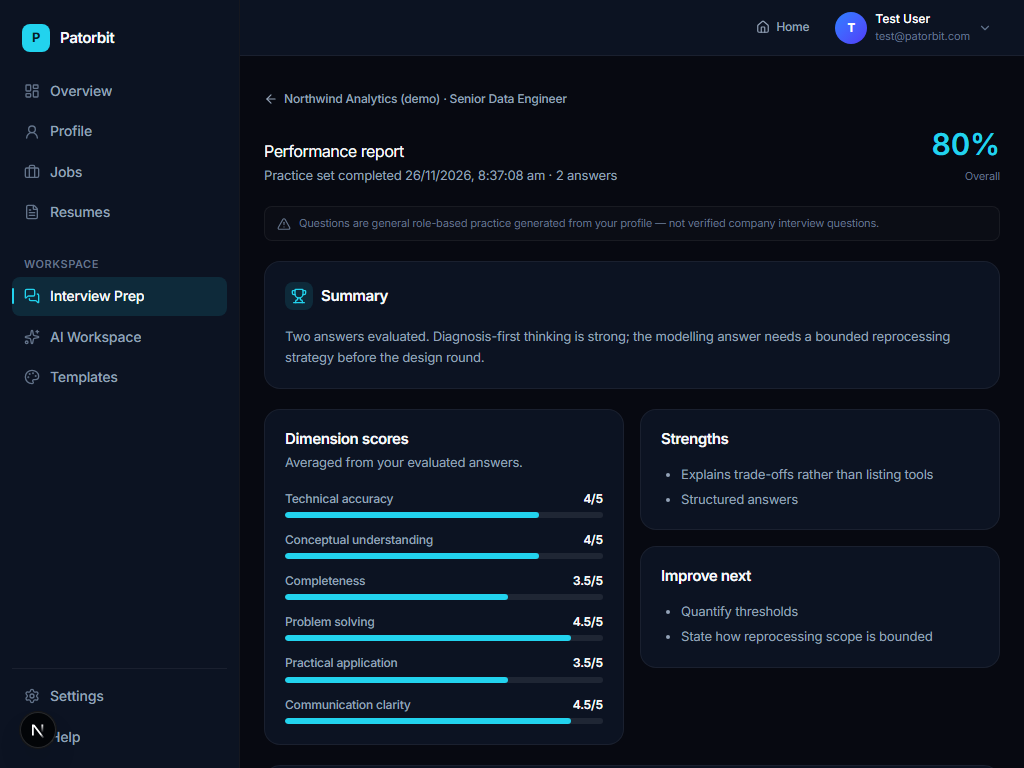 P
Patorbit
Overview
Profile
Jobs
Resumes
WORKSPACE
Interview Prep
AI Workspace
Templates
Settings
N
Help
Home
T
Test User
test@patorbit.com
Northwind Analytics (demo) · Senior Data Engineer
Performance report
Practice set completed 26/11/2026, 8:37:08 am · 2 answers
80%
Overall
Questions are general role-based practice generated from your profile — not verified company interview questions.
Summary
Two answers evaluated. Diagnosis-first thinking is strong; the modelling answer needs a bounded reprocessing
strategy before the design round.
Dimension scores
Averaged from your evaluated answers.
Technical accuracy 4/5
Conceptual understanding 4/5
Completeness 3.5/5
Problem solving 4.5/5
Practical application 3.5/5
Communication clarity 4.5/5
Strengths
• Explains trade-offs rather than listing tools
• Structured answers
Improve next
• Quantify thresholds
• State how reprocessing scope is bounded